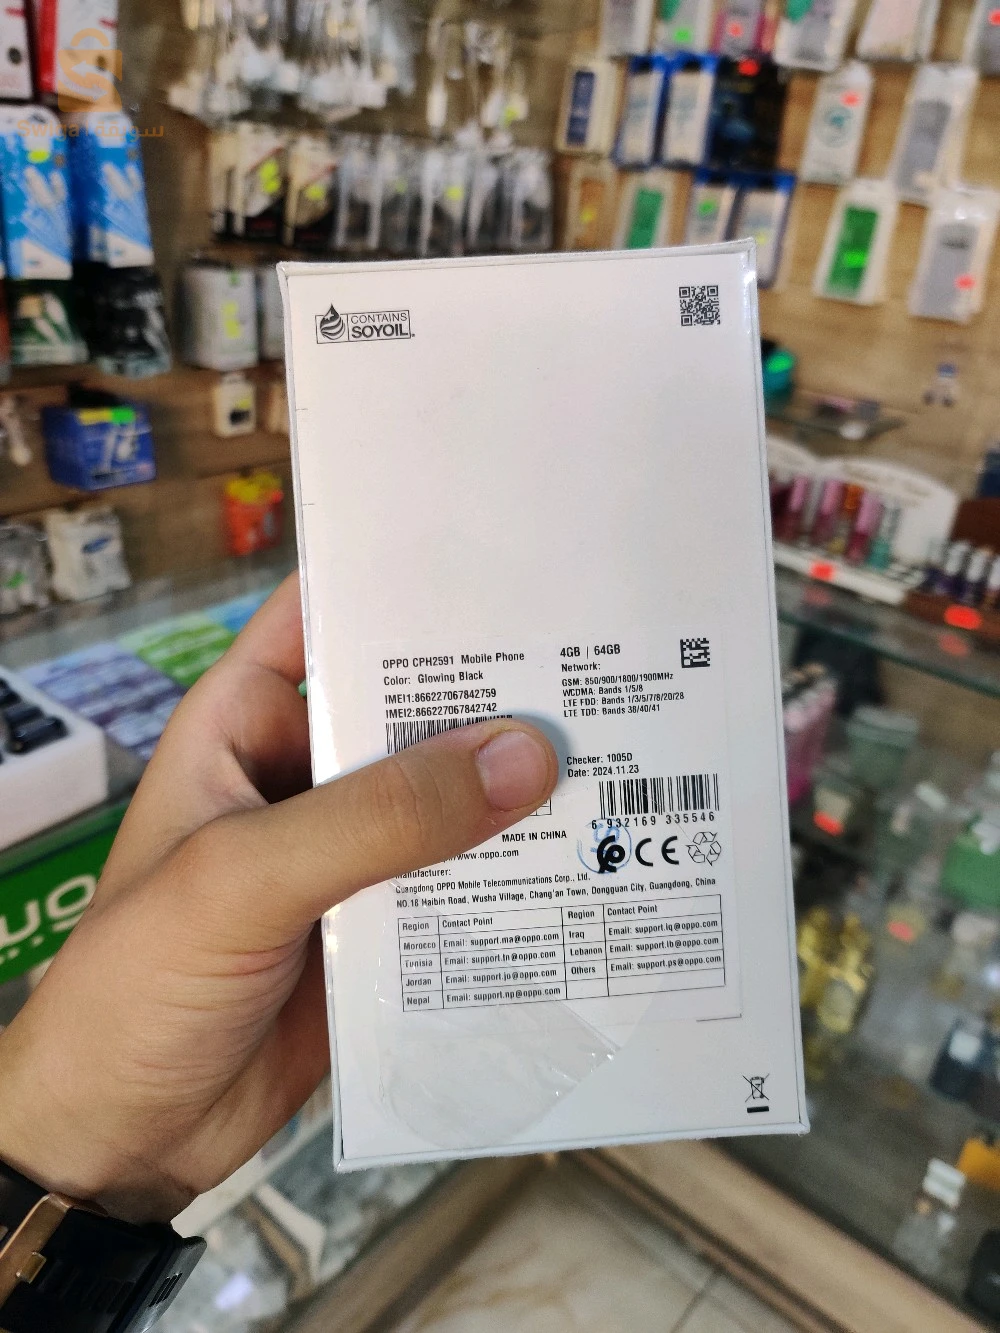 Swiqa سويقة
CONTAINS
SOYOIL
OPPO CPH2591 Mobile Phone
Color: Glowing Black
IMEI1:866227067842759
IMEI2:866227067842742
4GB | 64GB
Network:
GSM: 850/900/1800/1900MHz
WCDMA: Bands 1/5/8
LTE FDD: Bands 1/3/5/7/8/20/28
LTE TDD: Bands 38/40/41
Checker: 1005D
Date: 2024.11.23
6 932169 335546
MADE IN CHINA
www.oppo.com
CE
Manufacturer:
Guangdong OPPO Mobile Telecommunications Corp., Ltd.
NO.18 Haibin Road, Wusha Village, Chang'an Town, Dongguan City, Guangdong, China
Region Contact Point Region Contact Point
Morocco Email: support.ma@oppo.com Iraq Email: support.iq@oppo.com
Tunisia Email: support.tn@oppo.com Lebanon Email: support.lb@oppo.com
Jordan Email: support.jo@oppo.com Others Email: support.ps@oppo.com
Nepal Email: support.np@oppo.com